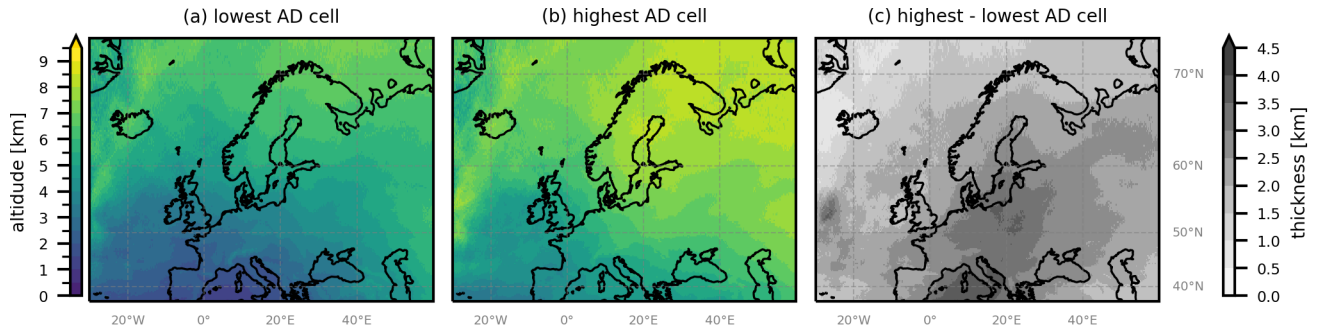 (a) lowest AD cell
(b) highest AD cell
(c) highest - lowest AD cell
altidude [km]
9
8
7
6
5
4
3
2
1
0
20°W
0°
20°E
40°E
20°W
0°
20°E
40°E
20°W
0°
20°E
40°E
70°N
60°N
50°N
40°N
4.5
4.0
3.5
3.0
2.5
2.0
1.5
1.0
0.5
0.0
thickness [km]